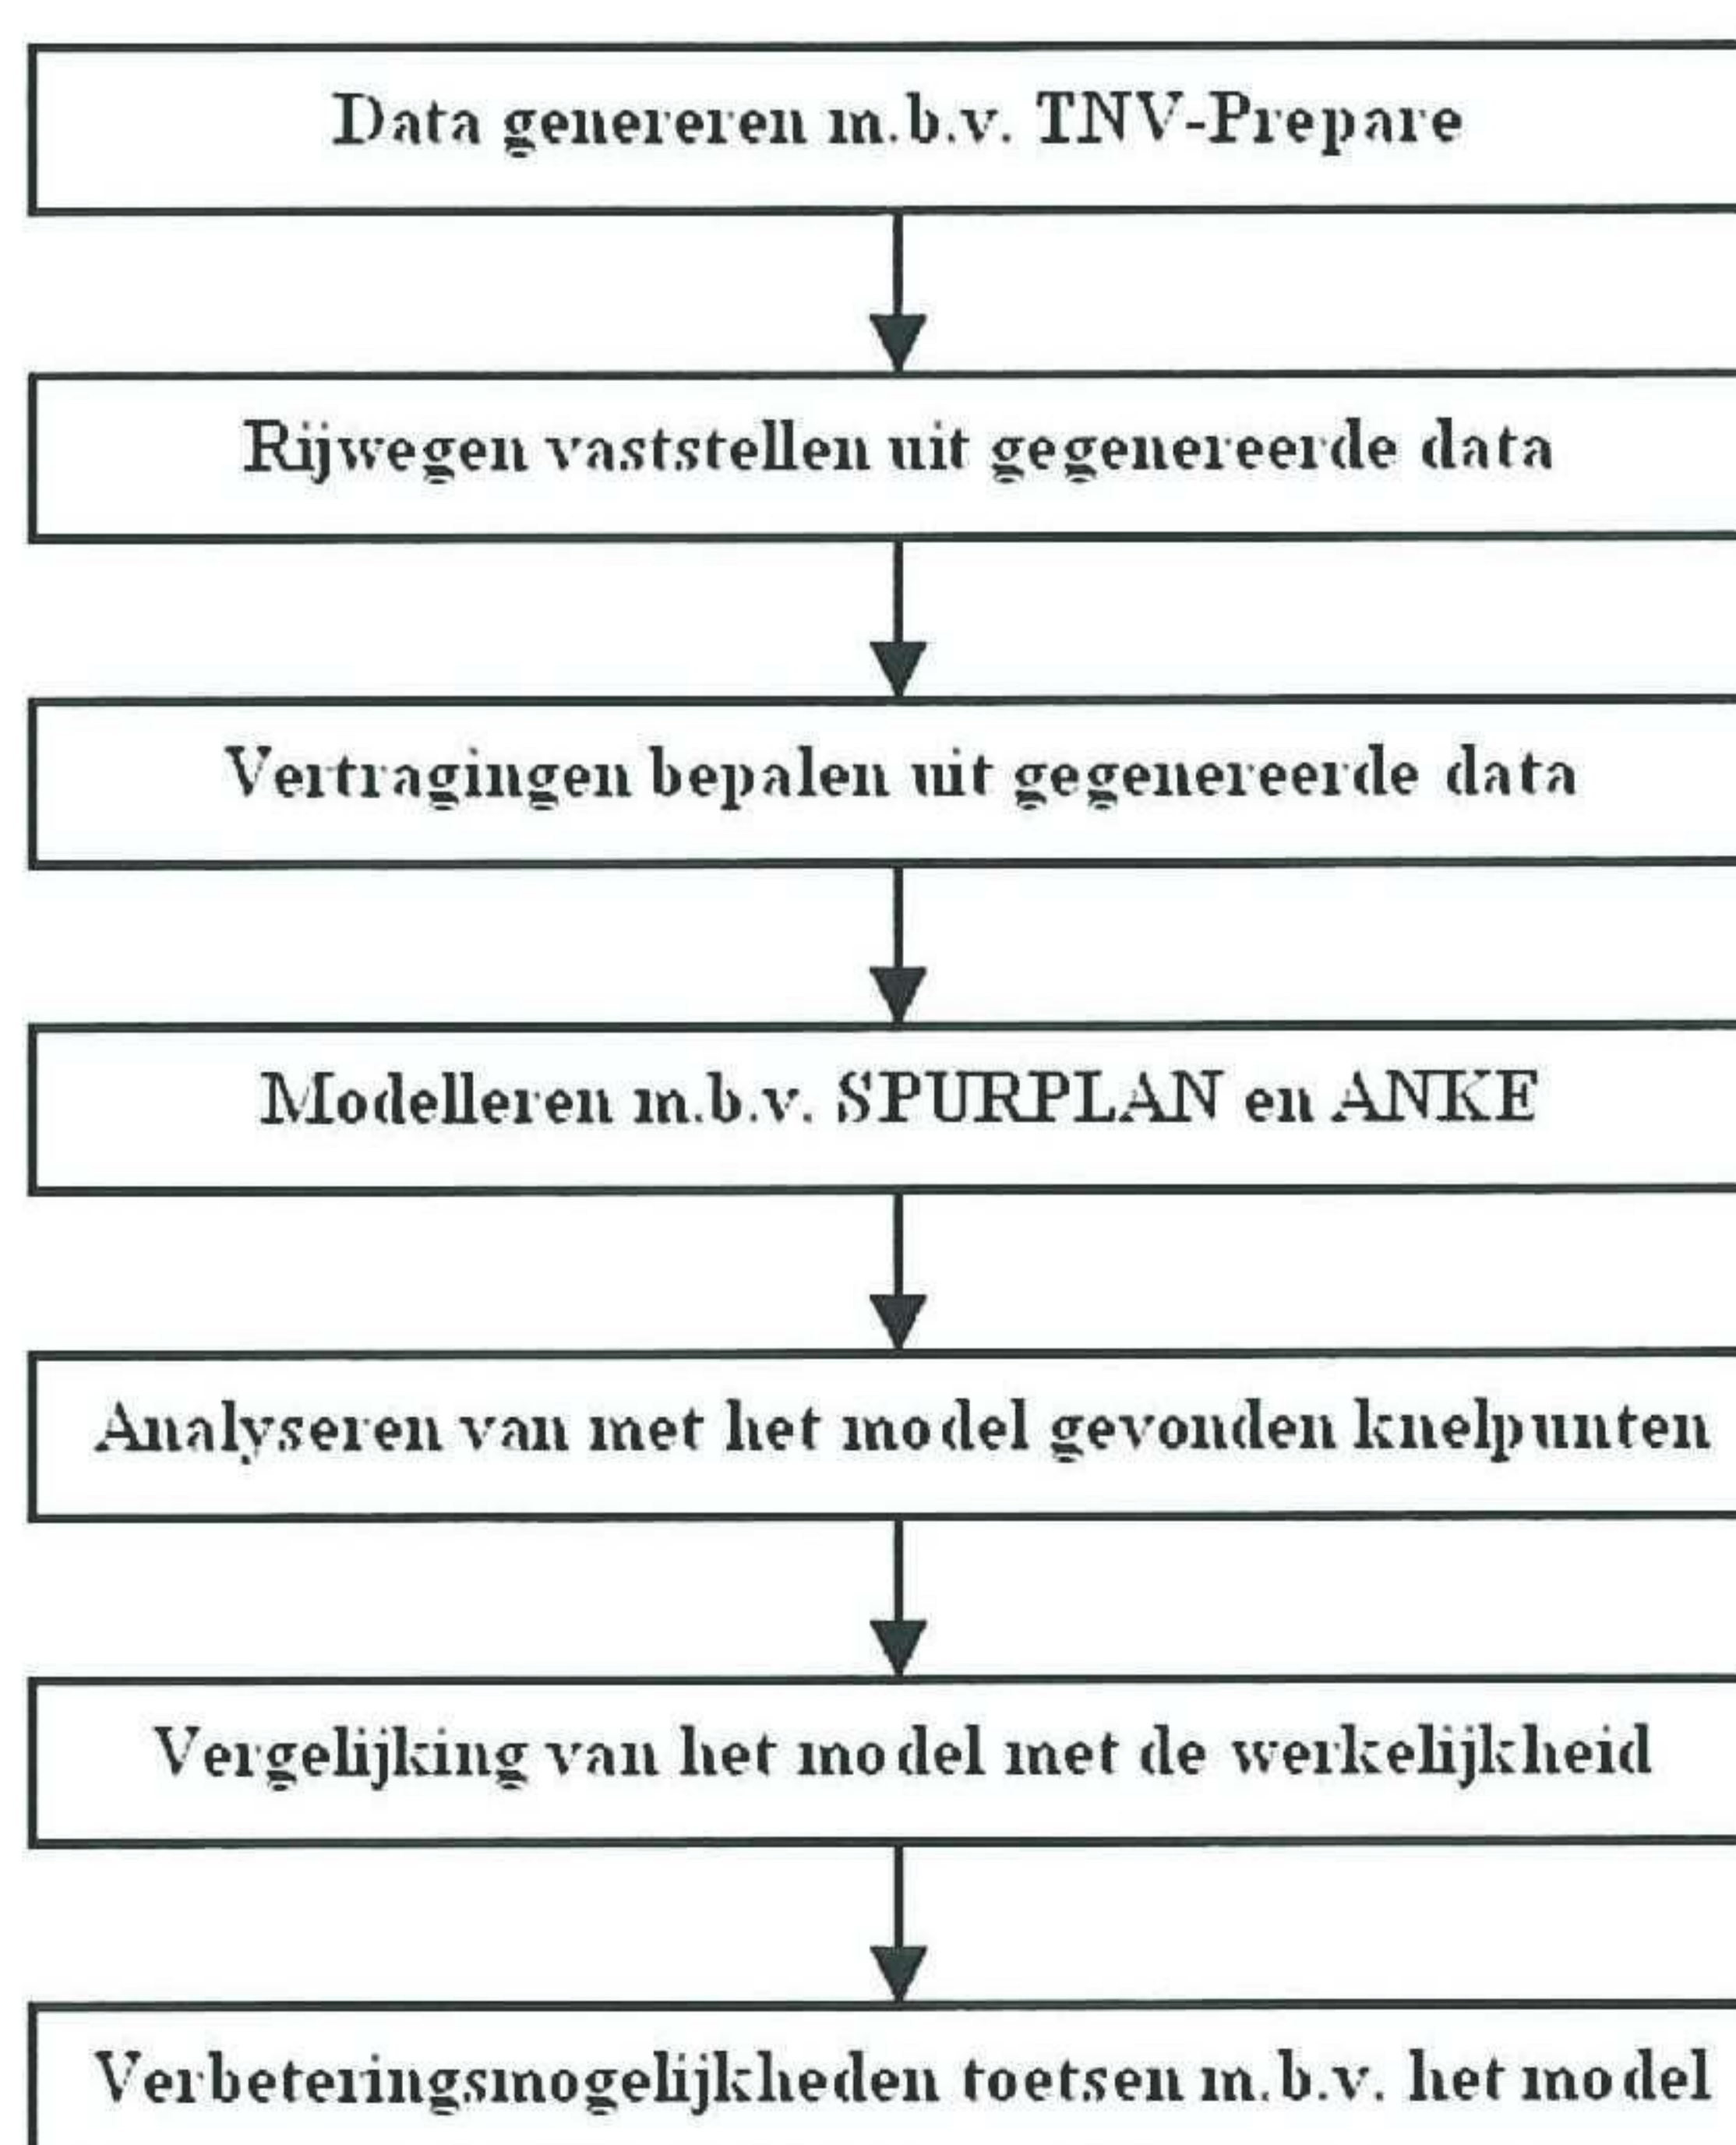 Data genereren m.b.v. TNV-Prepare
Rijwegen vaststellen uit gegenereerde data
Vertragingen bepalen uit gegenereerde data
Modelleren m.b.v. SPURPLAN en ANKE
Analyseren van met het model gevonden knelpunten
Vergelijking van het model met de werkelijkheid
Verbeteringsmogelijkheden toetsen m.b.v. het model